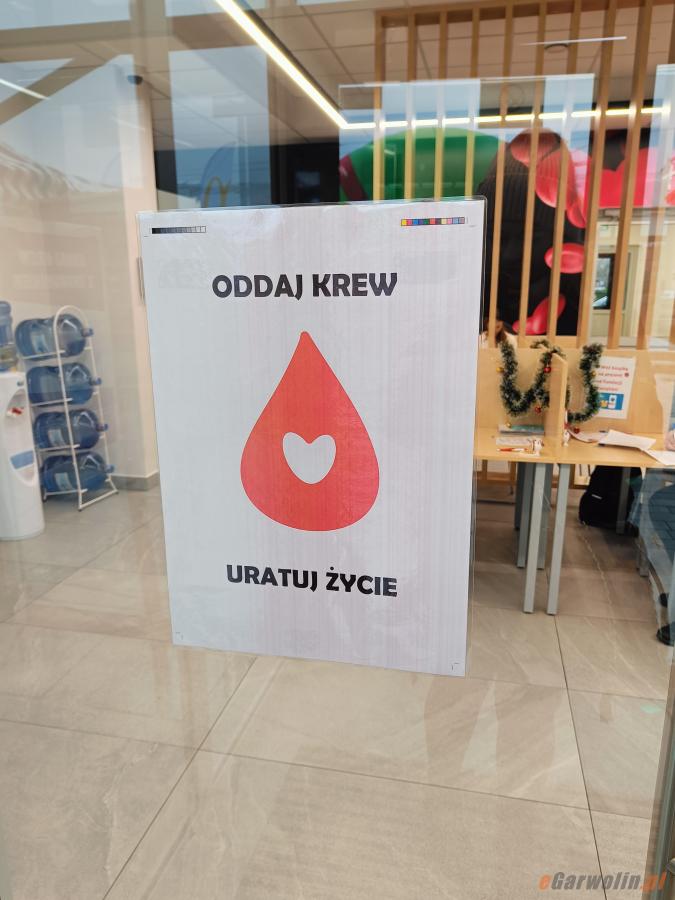 ODDAJ KREW
URATUJ ŻYCIE
eGarwolin.pl